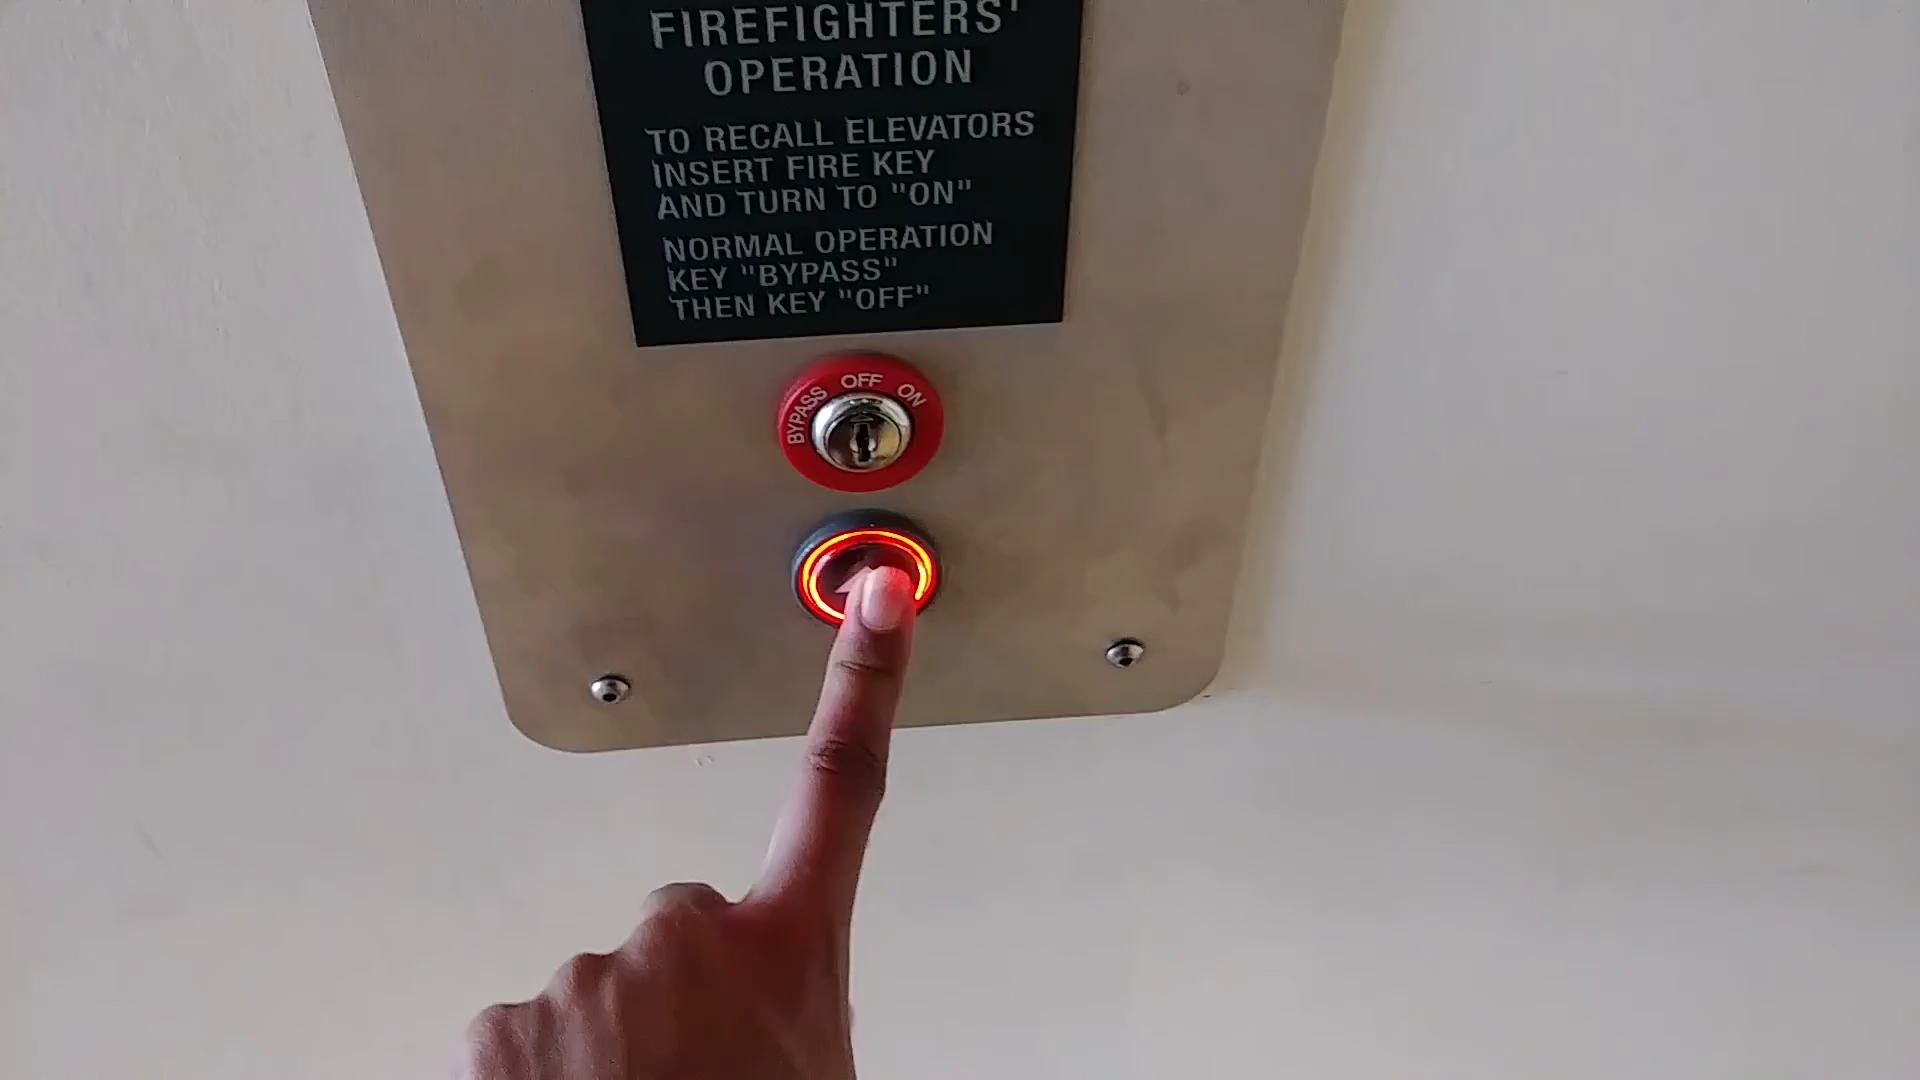 FIREFIGHTERS'
OPERATION
TO RECALL ELEVATORS
INSERT FIRE KEY
AND TURN TO "ON"
NORMAL OPERATION
KEY "BYPASS"
THEN KEY "OFF"
BYPASS OFF ON